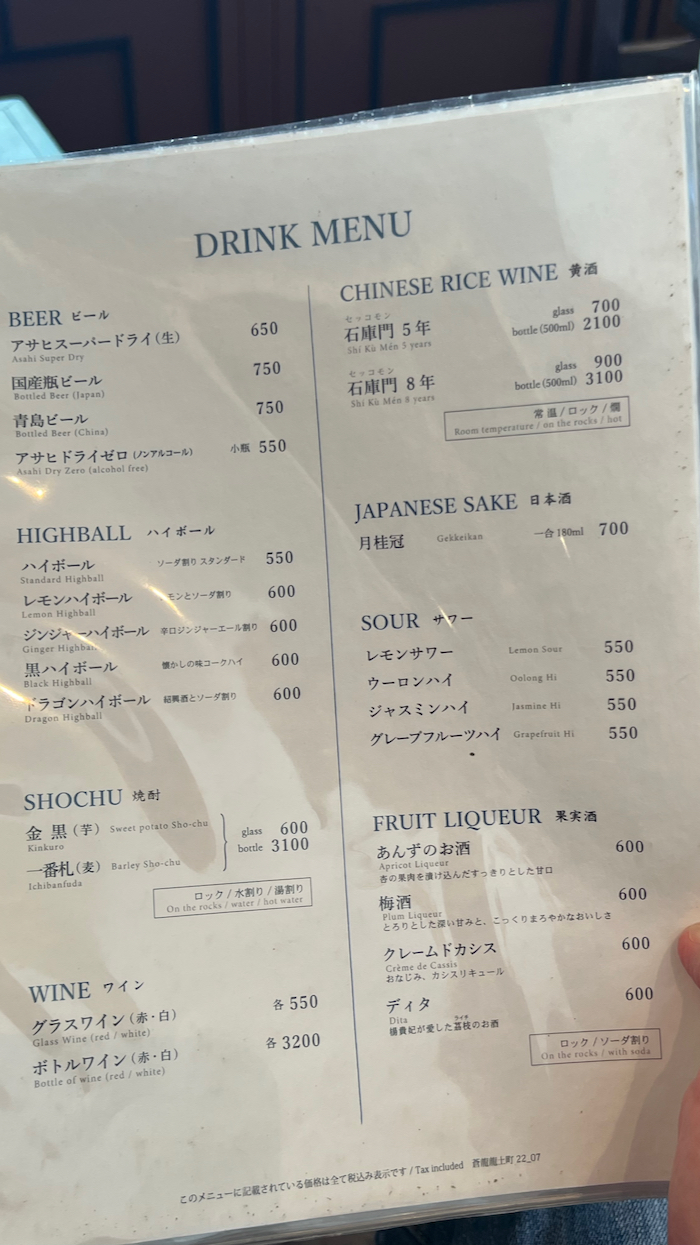 DRINK MENU
BEER ビール
アサヒスーパードライ(生) 650
Asahi Super Dry
国産瓶ビール 750
Bottled Beer (Japan)
青島ビール 750
Bottled Beer (China)
アサヒドライゼロ (ノンアルコール) 小瓶 550
Asahi Dry Zero (alcohol free)
HIGHBALL ハイボール
ハイボール ソーダ割り スタンダード 550
Standard Highball
レモンハイボール モンとソーダ割り 600
Lemon Highball
ジンジャーハイボール 辛口ジンジャーエール割り 600
Ginger Highball
黒ハイボール 懐かしの味コークハイ 600
Black Highball
ドラゴンハイボール 紹興酒とソーダ割り 600
Dragon Highball
SHOCHU 焼酎
金 黒 (芋) Sweet potato Sho-chu glass 600
Kinkuro bottle 3100
一番札(麦) Barley Sho-chu
Ichibanfuda
ロック / 水割り / 湯割り
On the rocks / water / hot water
WINE ワイン
グラスワイン (赤・白) 各 550
Glass Wine (red / white)
ボトルワイン (赤・白) 各 3200
Bottle of wine (red / white)
CHINESE RICE WINE 黄酒
セッコモン glass 700
石庫門 5年 bottle (500ml) 2100
Shi Kù Mén 5 years
セッコモン glass 900
石庫門 8年 bottle (500ml) 3100
Shi Kù Mén 8 years
常温 / ロック / 燗
Room temperature / on the rocks / hot
JAPANESE SAKE 日本酒
月桂冠 Gekkeikan 一合 180ml 700
SOUR サワー
レモンサワー Lemon Sour 550
ウーロンハイ Oolong Hi 550
ジャスミンハイ Jasmine Hi 550
グレープフルーツハイ Grapefruit Hi 550
FRUIT LIQUEUR 果実酒
あんずのお酒 600
Apricot Liqueur
杏の果肉を漬け込んだすっきりとした甘口
梅酒 600
Plum Liqueur
とろりとした深い甘みと、こっくりまろやかなおいしさ
クレームドカシス 600
Crème de Cassis
おなじみ、カシスリキュール
ディタ 600
Dita
ライチ
楊貴妃が愛した茘枝のお酒
ロック / ソーダ割り
On the rocks / with soda
このメニューに記載されている価格は全て税込み表示です / Tax included 蒼龍龍土町 22_07